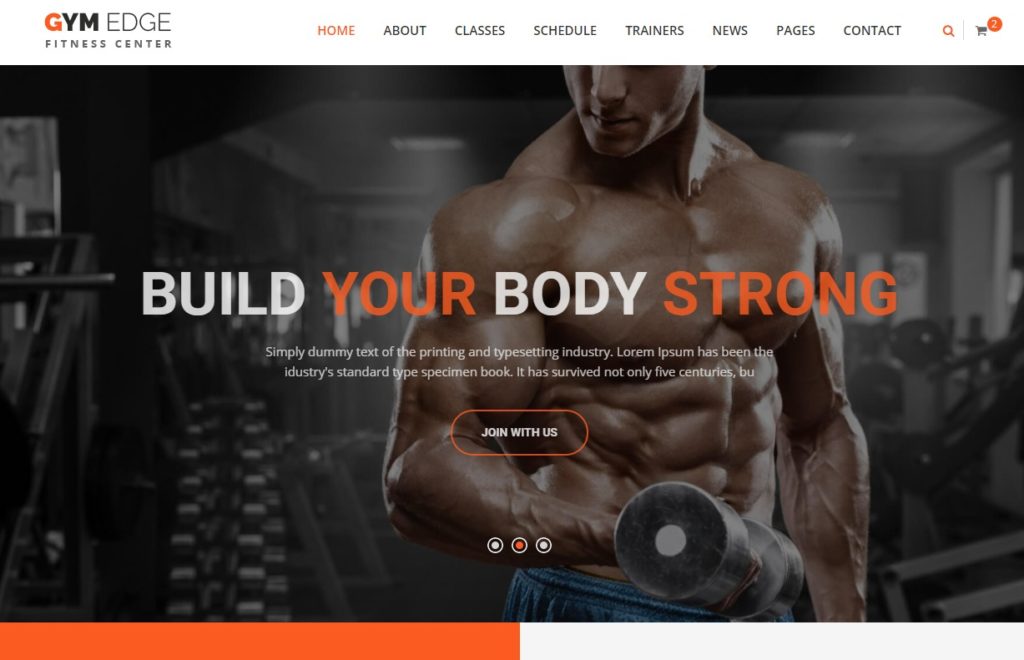 GYM EDGE
FITNESS CENTER
HOME ABOUT CLASSES SCHEDULE TRAINERS NEWS PAGES CONTACT 2
BUILD YOUR BODY STRONG
Simply dummy text of the printing and typesetting industry. Lorem Ipsum has been the
idustry's standard type specimen book. It has survived not only five centuries, bu
JOIN WITH US